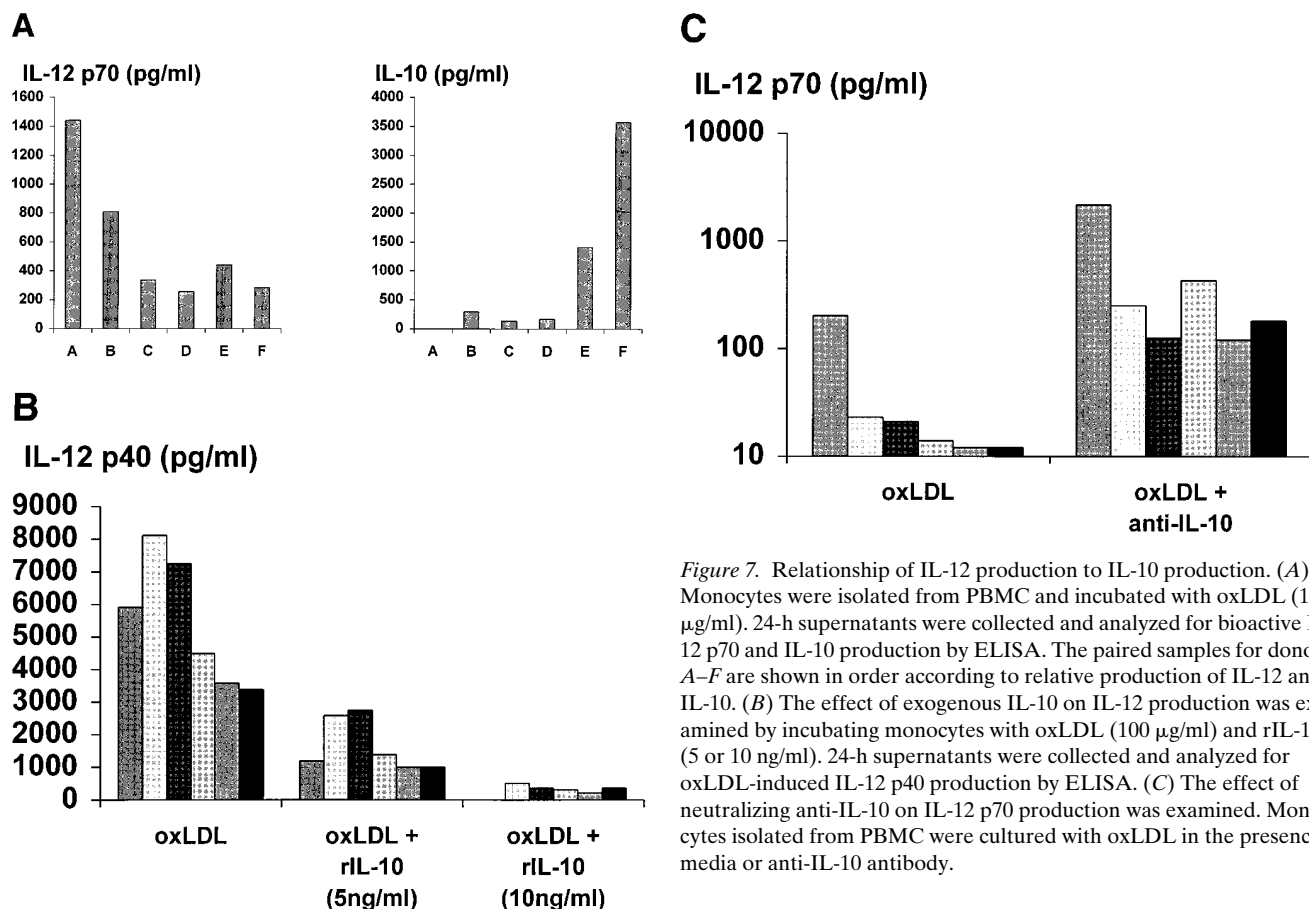 A
IL-12 p70 (pg/ml)
1600
1400
1200
1000
800
600
400
200
0
A B C D E F
IL-10 (pg/ml)
4000
3500
3000
2500
2000
1500
1000
500
0
A B C D E F
B
IL-12 p40 (pg/ml)
9000
8000
7000
6000
5000
4000
3000
2000
1000
0
oxLDL
oxLDL +
rIL-10
(5ng/ml)
oxLDL +
rIL-10
(10ng/ml)
C
IL-12 p70 (pg/ml)
10000
1000
100
10
oxLDL
oxLDL +
anti-IL-10
Figure 7. Relationship of IL-12 production to IL-10 production. (A)
Monocytes were isolated from PBMC and incubated with oxLDL (1
μg/ml). 24-h supernatants were collected and analyzed for bioactive
12 p70 and IL-10 production by ELISA. The paired samples for dono
A–F are shown in order according to relative production of IL-12 an
IL-10. (B) The effect of exogenous IL-10 on IL-12 production was ex
amined by incubating monocytes with oxLDL (100 μg/ml) and rIL-1
(5 or 10 ng/ml). 24-h supernatants were collected and analyzed for
oxLDL-induced IL-12 p40 production by ELISA. (C) The effect of
neutralizing anti-IL-10 on IL-12 p70 production was examined. Mon
cytes isolated from PBMC were cultured with oxLDL in the presenc
media or anti-IL-10 antibody.